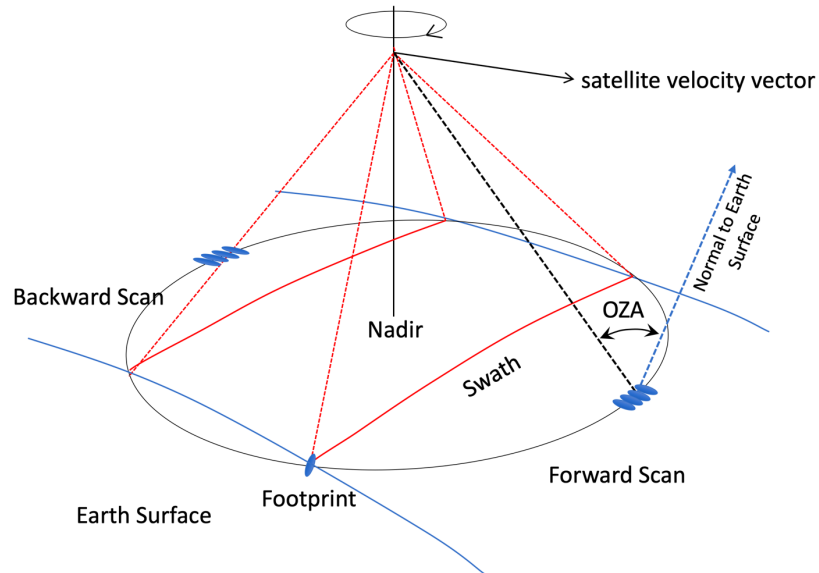 satellite velocity vector
Normal to Earth
Surface
Backward Scan
Nadir
OZA
Swath
Forward Scan
Footprint
Earth Surface